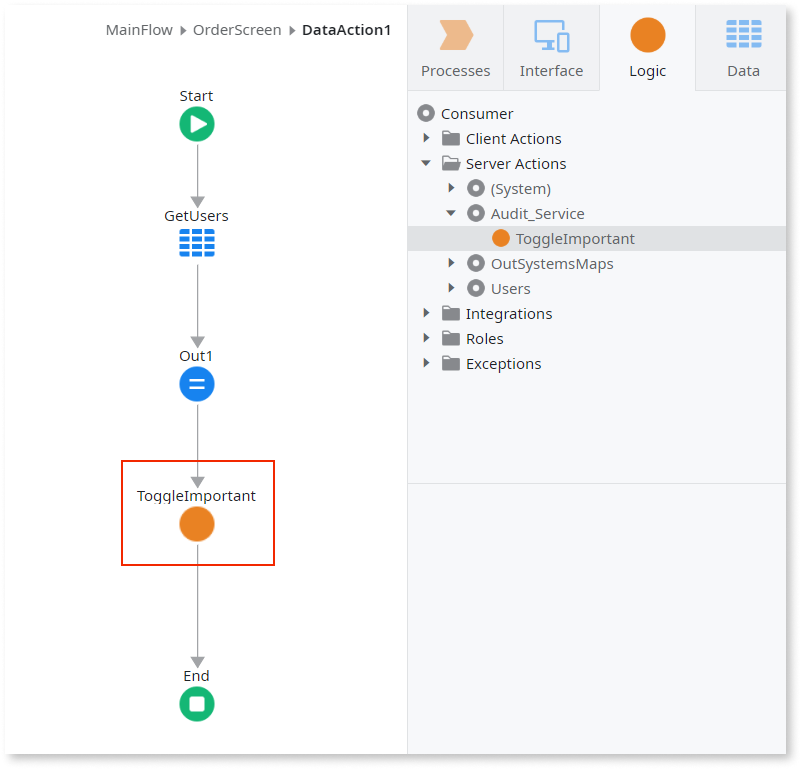 MainFlow OrderScreen DataAction1
Start
GetUsers
Out1
ToggleImportant
End
Processes
Interface
Logic
Data
Consumer
Client Actions
Server Actions
(System)
Audit_Service
ToggleImportant
OutSystemsMaps
Users
Integrations
Roles
Exceptions